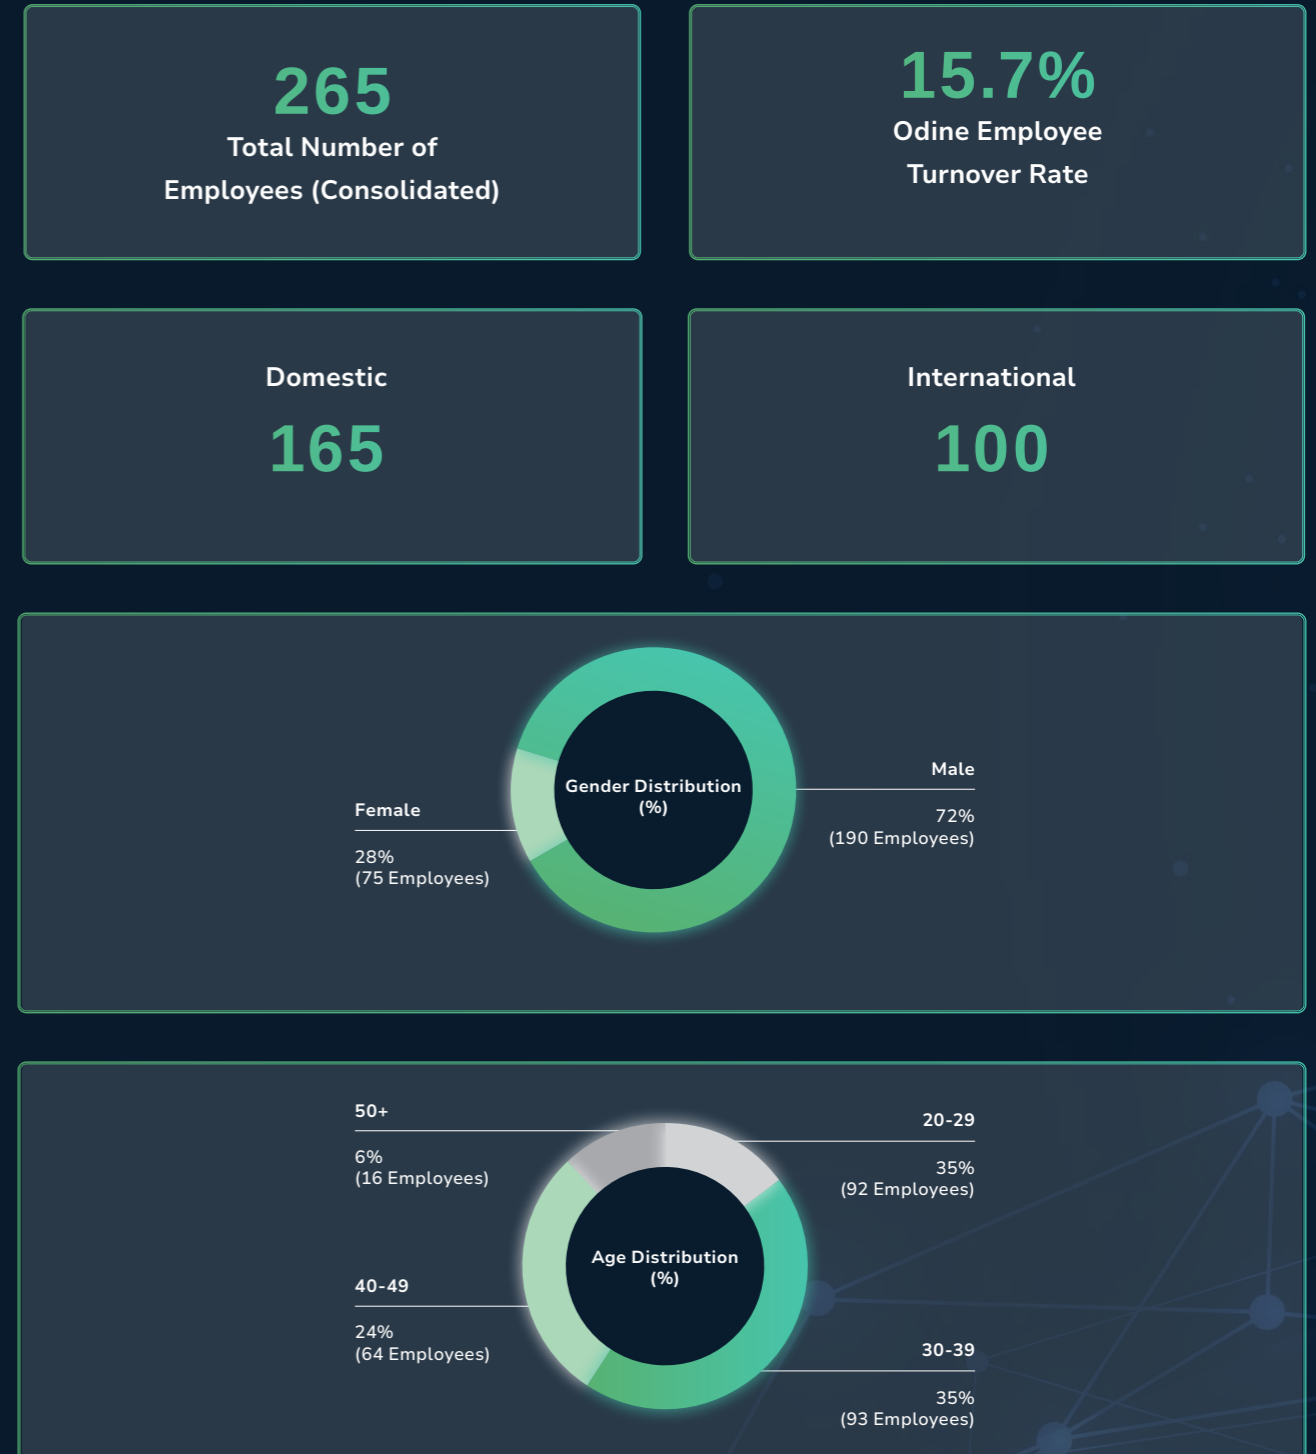 265
Total Number of
Employees (Consolidated)
15.7%
Odine Employee
Turnover Rate
Domestic
165
International
100
Gender Distribution
(%)
Male
72%
(190 Employees)
Female
28%
(75 Employees)
50+
6%
(16 Employees)
20-29
35%
(92 Employees)
Age Distribution
(%)
40-49
24%
(64 Employees)
30-39
35%
(93 Employees)